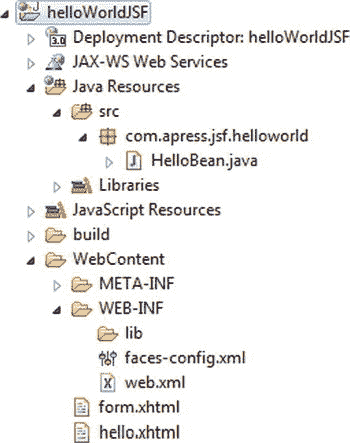 helloWorldJSF
3.0 Deployment Descriptor: helloWorldJSF
JAX-WS Web Services
Java Resources
src
com.apress.jsf.helloworld
J HelloBean.java
Libraries
JavaScript Resources
build
WebContent
META-INF
WEB-INF
lib
faces-config.xml
X web.xml
form.xhtml
hello.xhtml